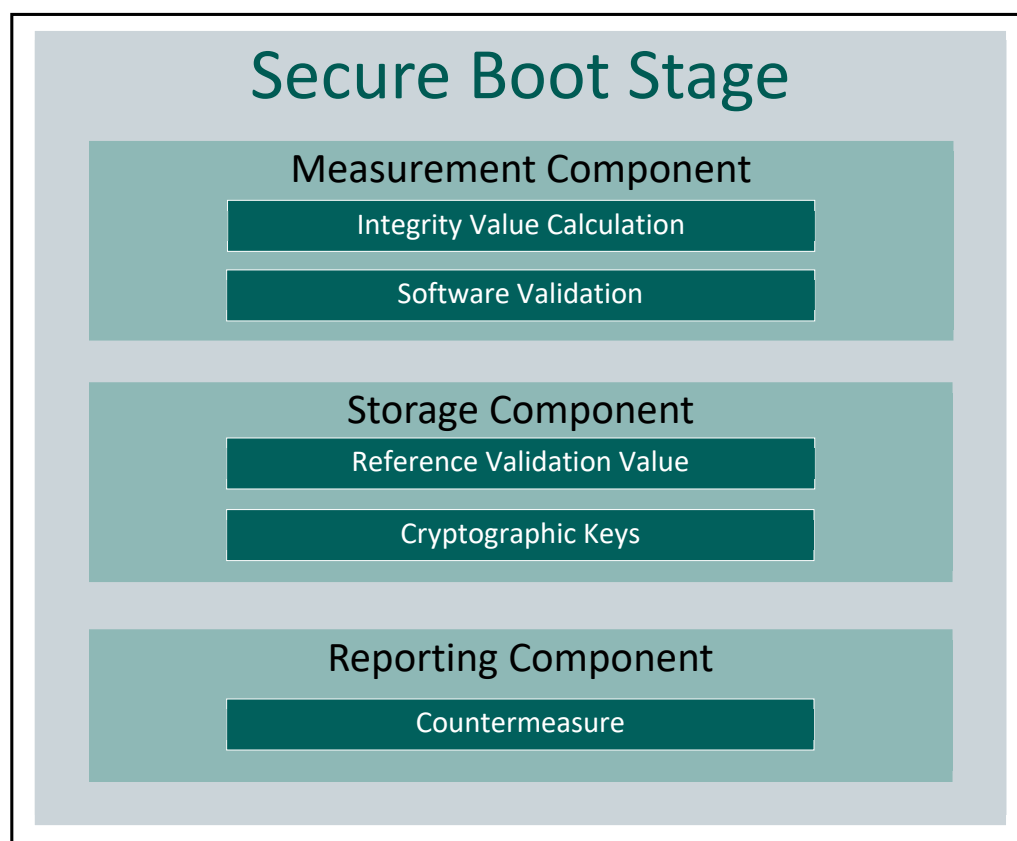 Secure Boot Stage
Measurement Component
Integrity Value Calculation
Software Validation
Storage Component
Reference Validation Value
Cryptographic Keys
Reporting Component
Countermeasure